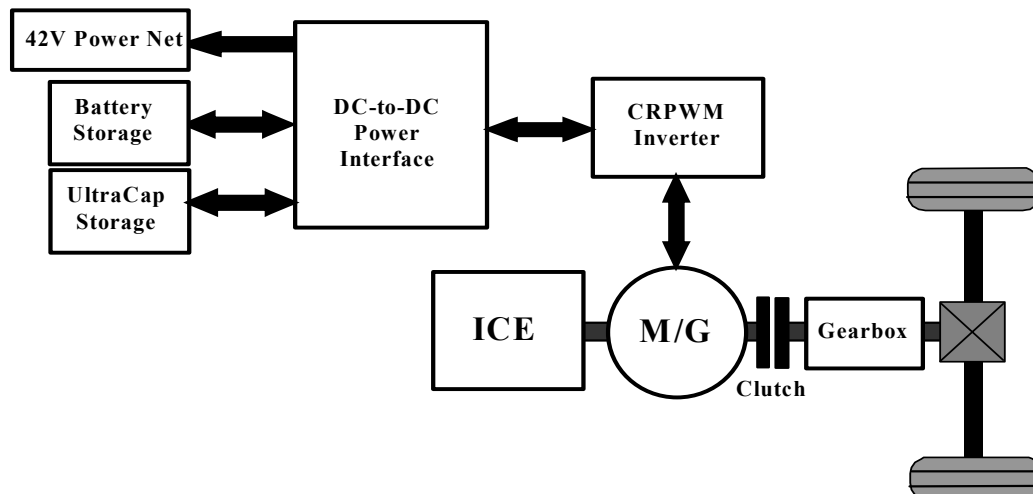 42V Power Net
Battery
Storage
UltraCap
Storage
DC-to-DC
Power
Interface
CRPWM
Inverter
ICE
M/G
Clutch
Gearbox